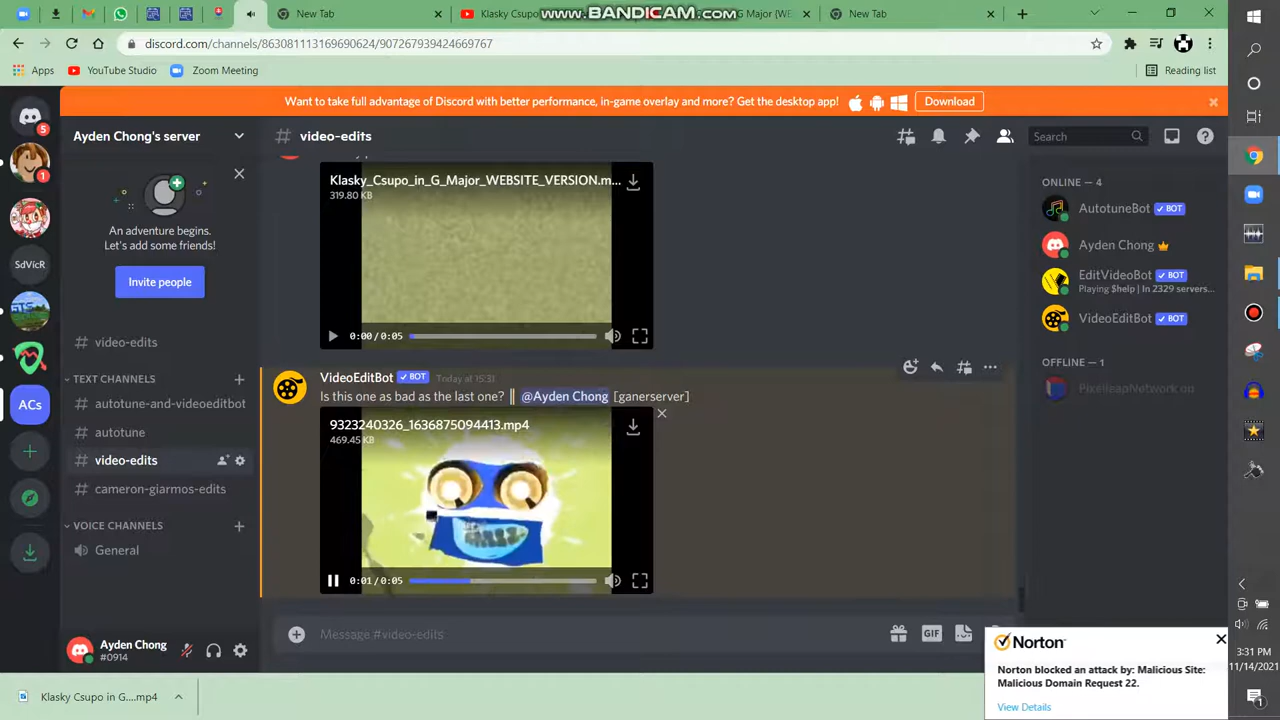 New Tab
Klasky Csupo
G Major {WE
New Tab
www.BANDICAM.com
discord.com/channels/863081113169690624/907267939424669767
Apps
YouTube Studio
Zoom Meeting
Reading list
Want to take full advantage of Discord with better performance, in-game overlay and more? Get the desktop app!
Download
Ayden Chong's server
video-edits
Search
An adventure begins.
Let's add some friends!
Invite people
video-edits
TEXT CHANNELS
autotune-and-videoeditbot
autotune
video-edits
cameron-giarmos-edits
VOICE CHANNELS
General
5
1
SdVicR
ACs
Ayden Chong
#0914
Klasky_Csupo_in_G_Major_WEBSITE_VERSION.m...
319.80 KB
0:00/0:05
VideoEditBot BOT Today at 15:31
Is this one as bad as the last one? || @Ayden Chong [ganerserver]
9323240326_1636875094413.mp4
469.45 KB
0:01/0:05
Message #video-edits
GIF
ONLINE — 4
AutotuneBot BOT
Ayden Chong
EditVideoBot BOT
Playing $help | In 2329 servers...
VideoEditBot BOT
OFFLINE — 1
Norton
Norton blocked an attack by: Malicious Site:
Malicious Domain Request 22.
View Details
Klasky Csupo in G....mp4
3:31 PM
11/14/2021
1